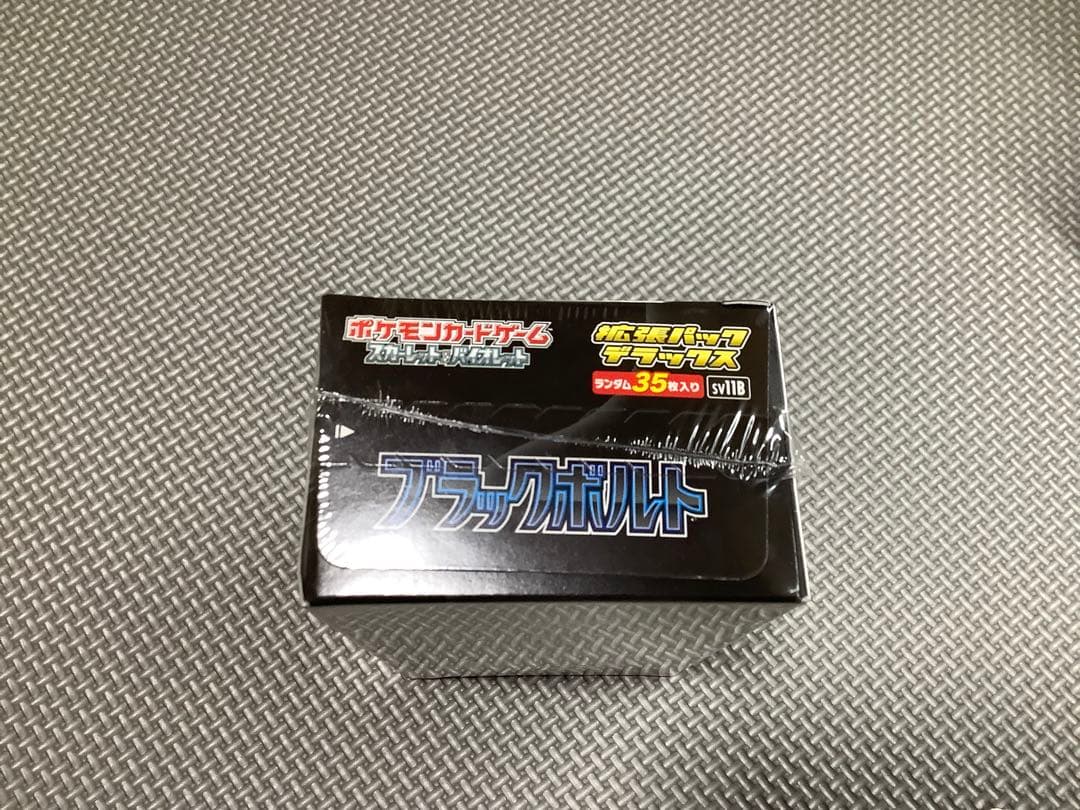 ポケモンカードゲーム
スカーレット&バイオレット
拡張パック
デラックス
ランダム35枚入り
SV11B
ブラックボルト